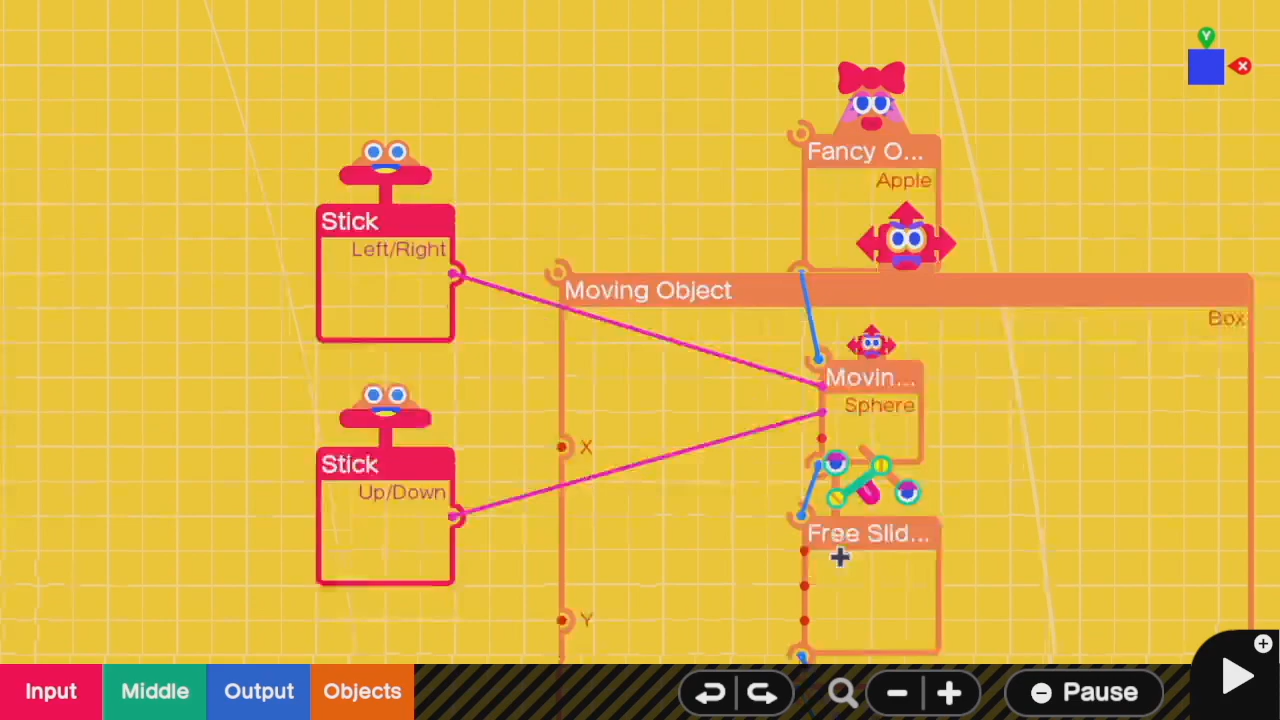 Y
X
Fancy O...
Apple
Stick
Left/Right
Moving Object
Box
Movin...
Sphere
X
Stick
Up/Down
Free Slid...
Y
Input
Middle
Output
Objects
Pause